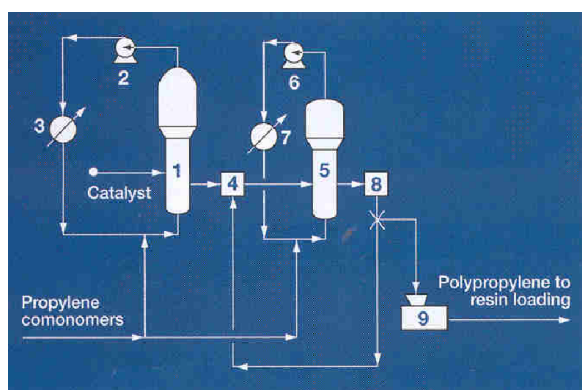 2
6
3
7
1
4
5
8
Catalyst
Propylene
comonomers
Polypropylene to
resin loading
9